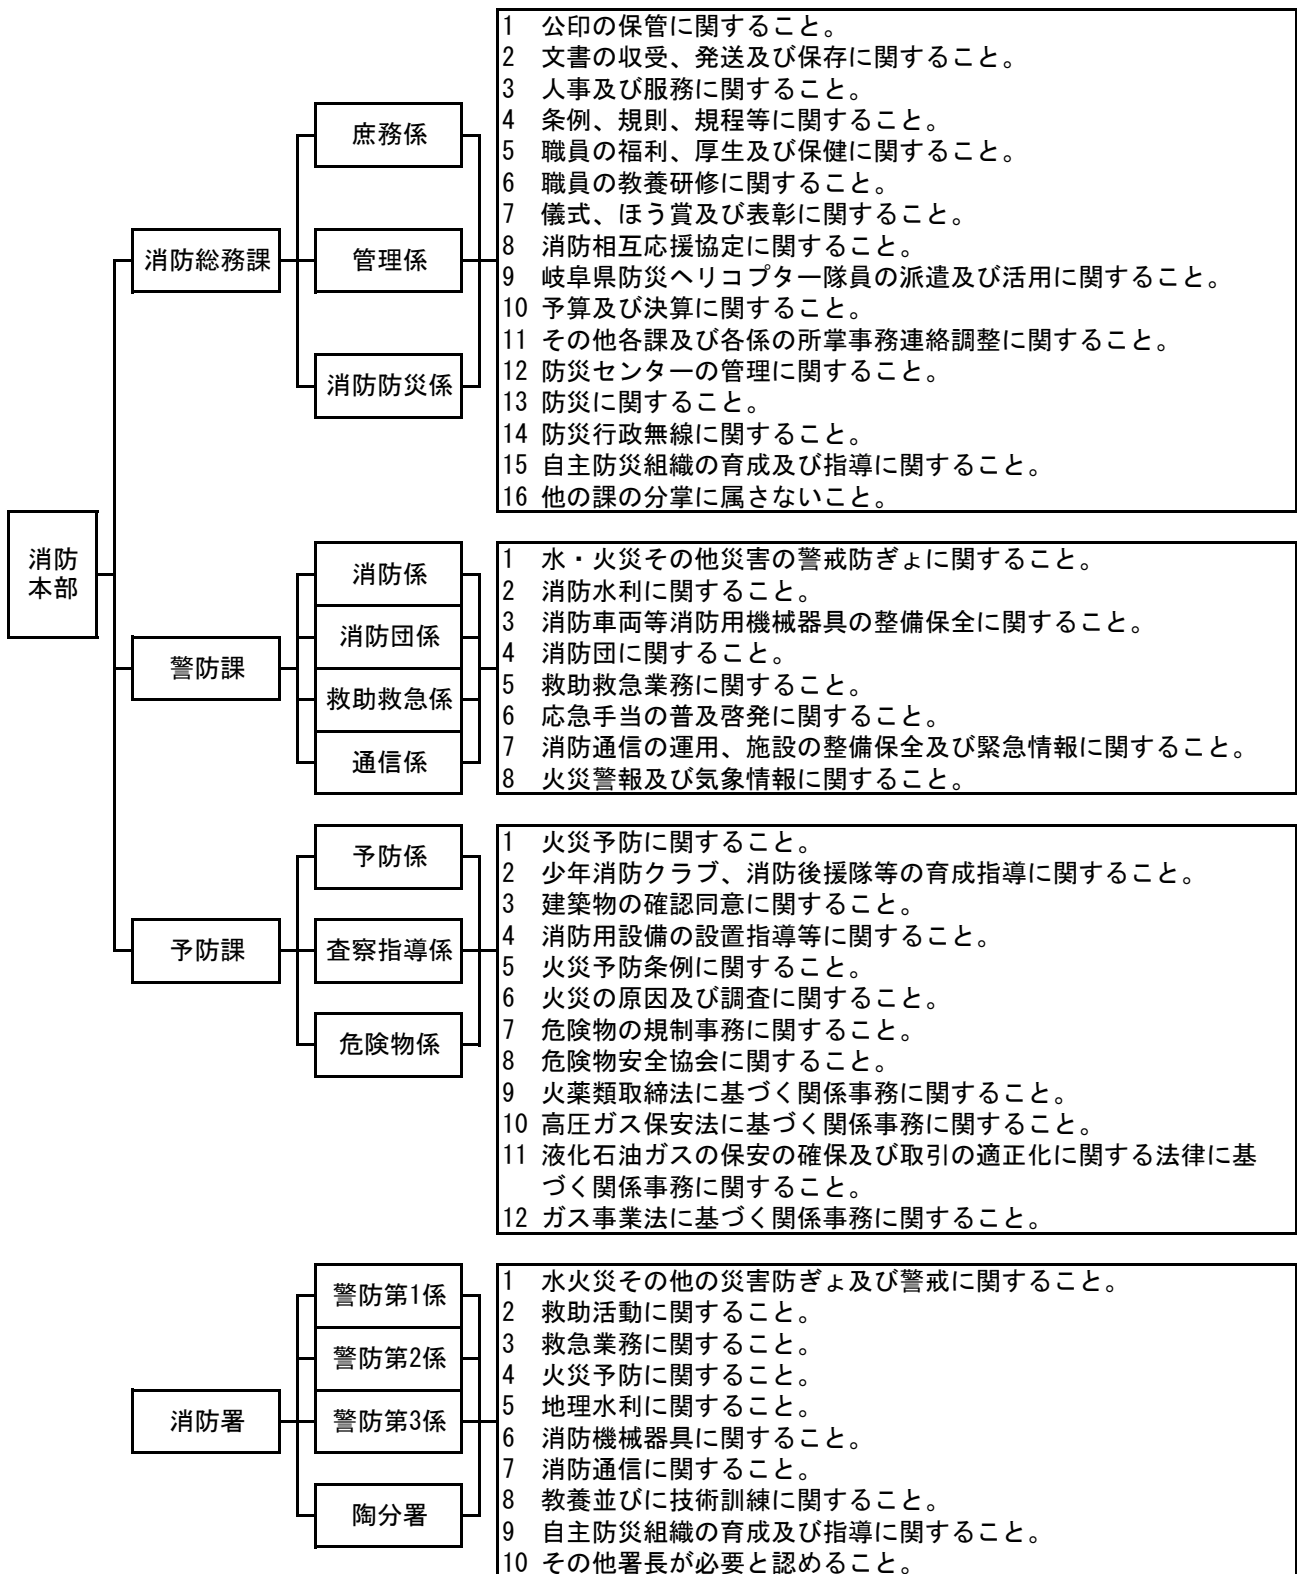 消防
本部
消防総務課
庶務係
管理係
消防防災係
1 公印の保管に関すること。
2 文書の収受、発送及び保存に関すること。
3 人事及び服務に関すること。
4 条例、規則、規程等に関すること。
5 職員の福利、厚生及び保健に関すること。
6 職員の教養研修に関すること。
7 儀式、ほう賞及び表彰に関すること。
8 消防相互応援協定に関すること。
9 岐阜県防災ヘリコプター隊員の派遣及び活用に関すること。
10 予算及び決算に関すること。
11 その他各課及び各係の所掌事務連絡調整に関すること。
12 防災センターの管理に関すること。
13 防災に関すること。
14 防災行政無線に関すること。
15 自主防災組織の育成及び指導に関すること。
16 他の課の分掌に属さないこと。
警防課
消防係
消防団係
救助救急係
通信係
1 水・火災その他災害の警戒防ぎょに関すること。
2 消防水利に関すること。
3 消防車両等消防用機械器具の整備保全に関すること。
4 消防団に関すること。
5 救助救急業務に関すること。
6 応急手当の普及啓発に関すること。
7 消防通信の運用、施設の整備保全及び緊急情報に関すること。
8 火災警報及び気象情報に関すること。
予防課
予防係
査察指導係
危険物係
1 火災予防に関すること。
2 少年消防クラブ、消防後援隊等の育成指導に関すること。
3 建築物の確認同意に関すること。
4 消防用設備の設置指導等に関すること。
5 火災予防条例に関すること。
6 火災の原因及び調査に関すること。
7 危険物の規制事務に関すること。
8 危険物安全協会に関すること。
9 火薬類取締法に基づく関係事務に関すること。
10 高圧ガス保安法に基づく関係事務に関すること。
11 液化石油ガスの保安の確保及び取引の適正化に関する法律に基
づく関係事務に関すること。
12 ガス事業法に基づく関係事務に関すること。
消防署
警防第1係
警防第2係
警防第3係
陶分署
1 水火災その他の災害防ぎょ及び警戒に関すること。
2 救助活動に関すること。
3 救急業務に関すること。
4 火災予防に関すること。
5 地理水利に関すること。
6 消防機械器具に関すること。
7 消防通信に関すること。
8 教養並びに技術訓練に関すること。
9 自主防災組織の育成及び指導に関すること。
10 その他署長が必要と認めること。